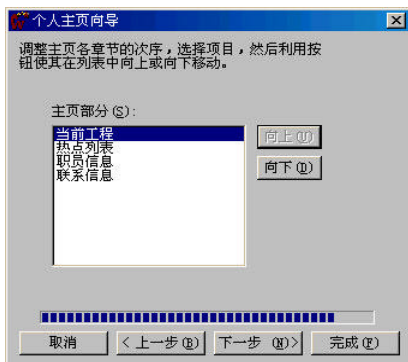 个人主页向导
调整主页各章节的次序，选择项目，然后利用按
钮使其在列表中向上或向下移动。
主页部分(S):
当前工程
热点列表
职员信息
联系信息
向上(U)
向下(D)
取消
< 上一步(B)
下一步 (N)>
完成(F)